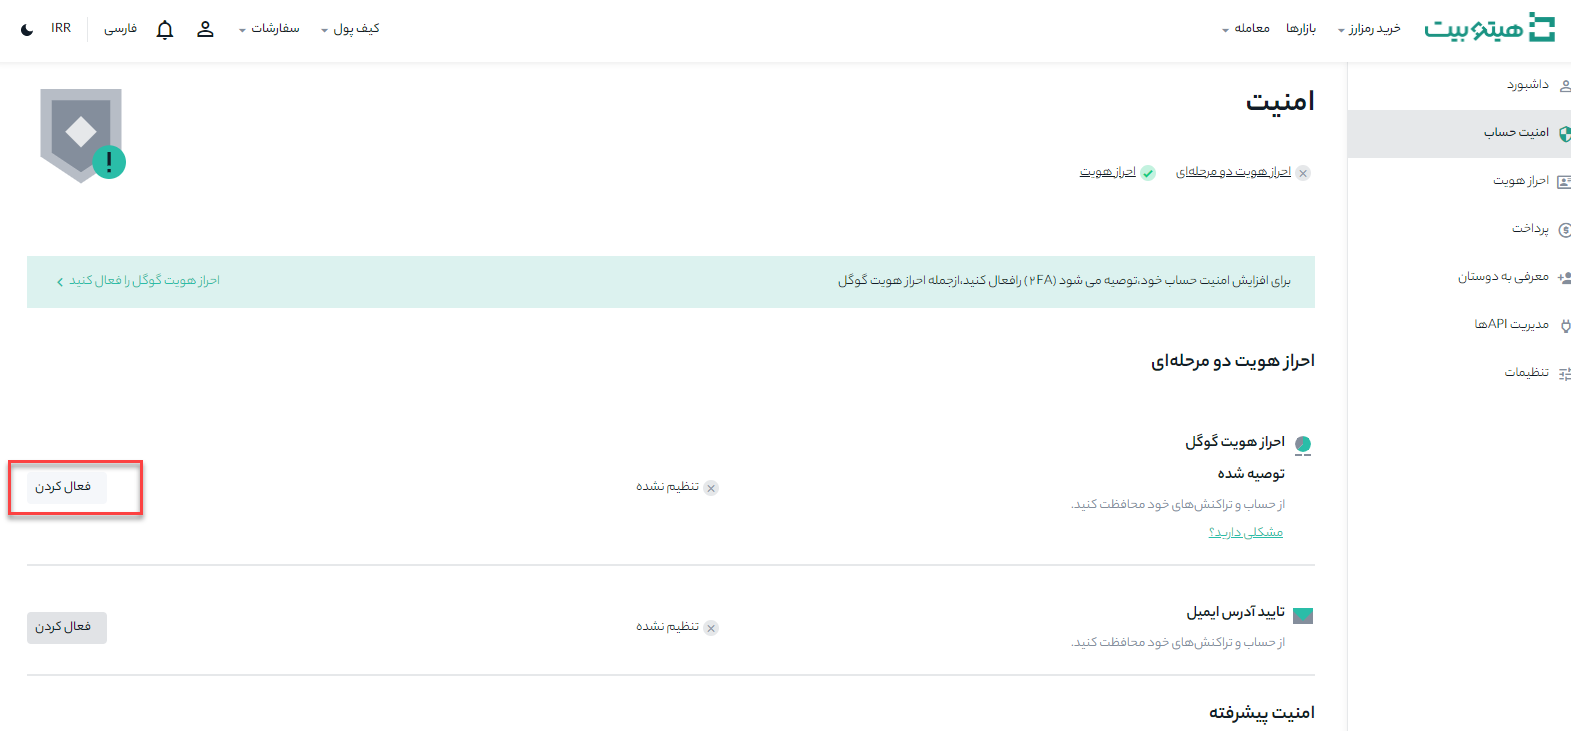 هیتوبیت
خرید رمزارز
بازارها
معامله
کیف پول
سفارشات
فارسی
IRR
داشبورد
امنیت حساب
احراز هویت
پرداخت
معرفی به دوستان
مدیریت APIها
تنظیمات
امنیت
احراز هویت دو مرحله‌ای
احراز هویت
برای افزایش امنیت حساب خود،توصیه می شود (۲FA) رافعال کنید،ازجمله احراز هویت گوگل
احراز هویت گوگل را فعال کنید
احراز هویت دو مرحله‌ای
احراز هویت گوگل
توصیه شده
از حساب و تراکنش‌های خود محافظت کنید.
مشکلی دارید؟
تنظیم نشده
فعال کردن
تایید آدرس ایمیل
از حساب و تراکنش‌های خود محافظت کنید.
تنظیم نشده
فعال کردن
امنیت پیشرفته